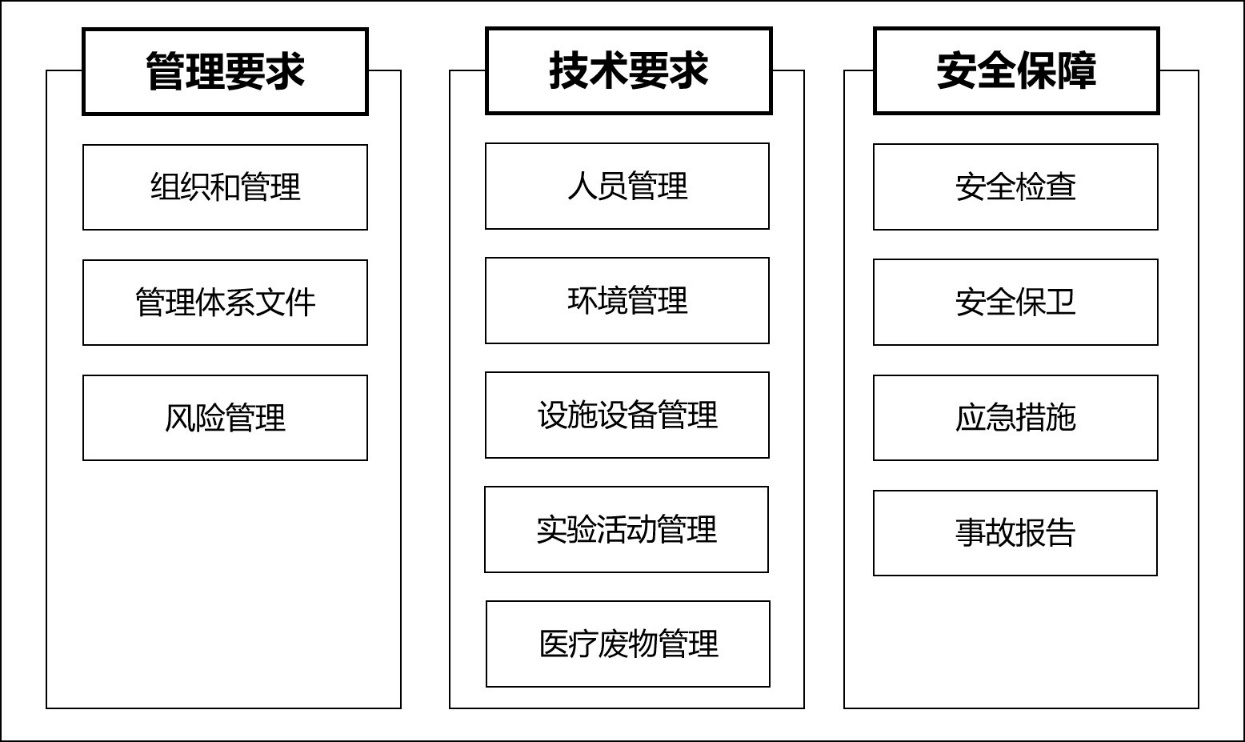 管理要求
组织和管理
管理体系文件
风险管理
技术要求
人员管理
环境管理
设施设备管理
实验活动管理
医疗废物管理
安全保障
安全检查
安全保卫
应急措施
事故报告